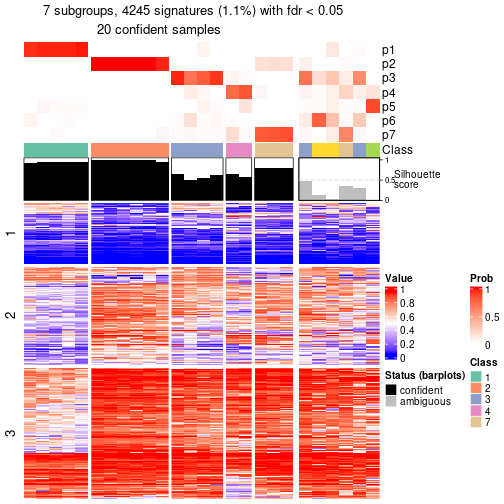 7 subgroups, 4245 signatures (1.1%) with fdr < 0.05
20 confident samples
p1
p2
p3
p4
p5
p6
p7
Class
1
0.5
0
Silhouette
score
1
2
3
Value
1
0.8
0.6
0.4
0.2
0
Status (barplots)
confident
ambiguous
Prob
1
0.5
0
Class
1
2
3
4
7